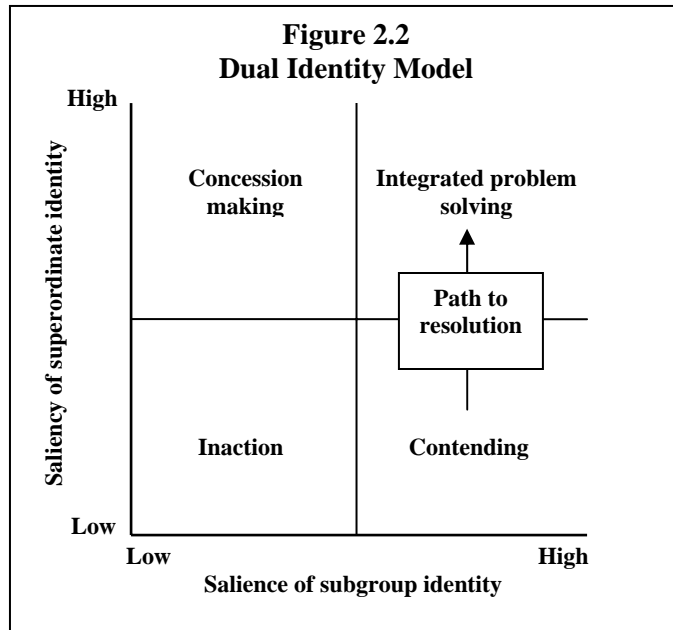 Figure 2.2
Dual Identity Model
High
Saliency of superordinate identity
Concession
making
Integrated problem
solving
Path to
resolution
Inaction
Contending
Low
Low
High
Salience of subgroup identity